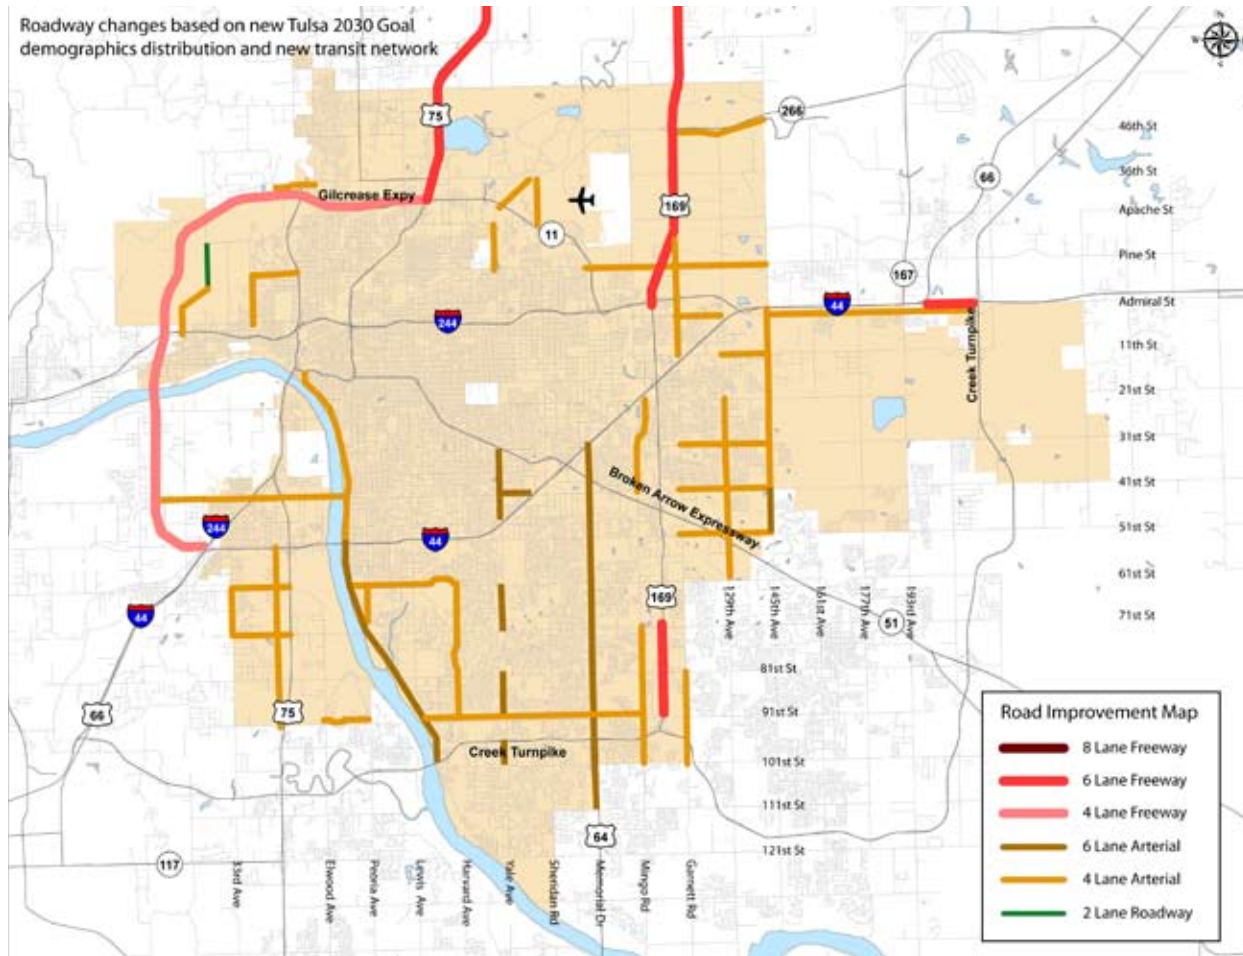 Roadway changes based on new Tulsa 2030 Goal
demographics distribution and new transit network
N
W
S
75
266
46th St
36th St
66
Gilcrease Expy
169
Apache St
11
Pine St
167
Admiral St
44
244
Creek Turnpike
11th St
21st St
31st St
Broken Arrow Expressway
41st St
244
44
51st St
61st St
169
129th Ave
145th Ave
161st Ave
177th Ave
193rd Ave
44
71st St
51
81st St
66
75
91st St
Creek Turnpike
101st St
111th St
64
121st St
117
33rd Ave
Elwood Ave
Peoria Ave
Lewis Ave
Harvard Ave
Yale Ave
Sheridan Rd
Memorial Dr
Mingo Rd
Garnett Rd
Road Improvement Map
8 Lane Freeway
6 Lane Freeway
4 Lane Freeway
6 Lane Arterial
4 Lane Arterial
2 Lane Roadway